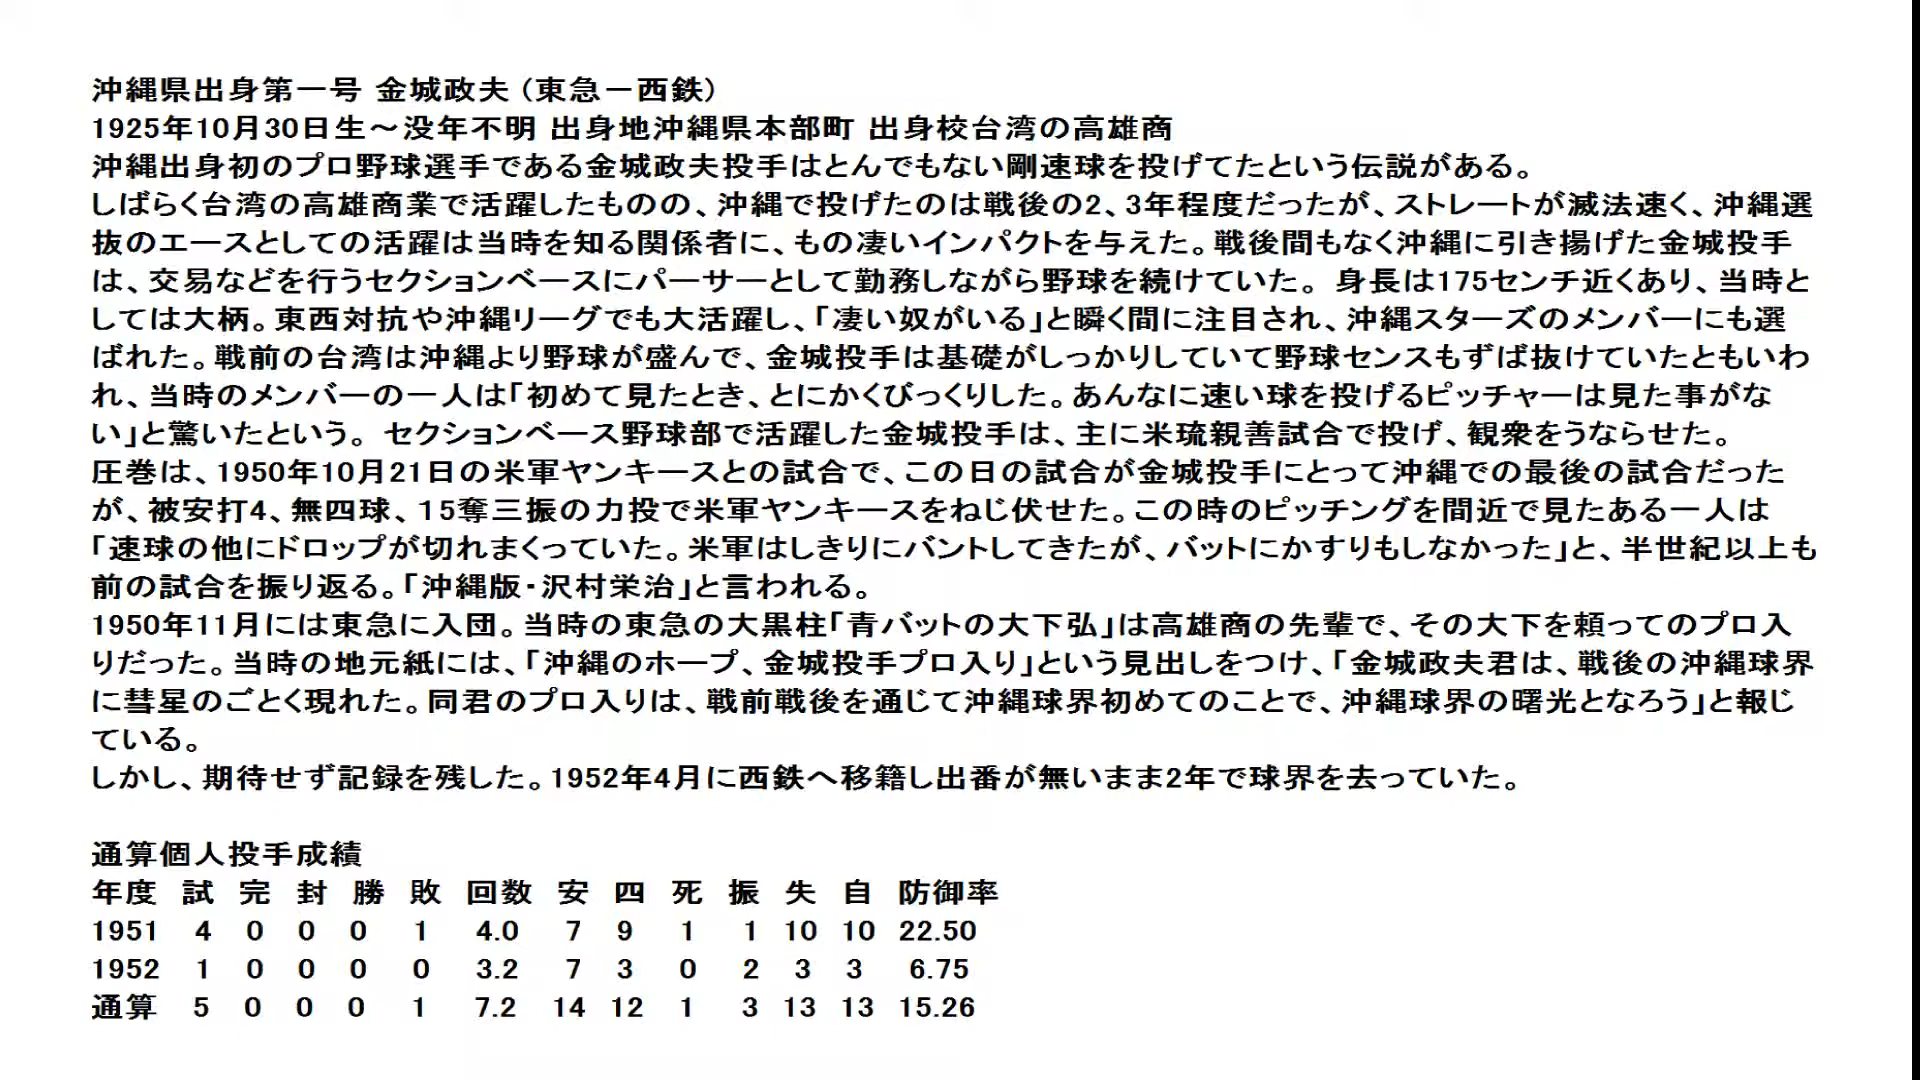 沖縄県出身第一号 金城政夫（東急－西鉄）
1925年10月30日生～没年不明 出身地沖縄県本部町 出身校台湾の高雄商
沖縄出身初のプロ野球選手である金城政夫投手はとんでもない剛速球を投げてたという伝説がある。
しばらく台湾の高雄商業で活躍したものの、沖縄で投げたのは戦後の2、3年程度だったが、ストレートが滅法速く、沖縄選
抜のエースとしての活躍は当時を知る関係者に、もの凄いインパクトを与えた。戦後間もなく沖縄に引き揚げた金城投手
は、交易などを行うセクションベースにパーサーとして勤務しながら野球を続けていた。 身長は175センチ近くあり、当時と
しては大柄。東西対抗や沖縄リーグでも大活躍し、「凄い奴がいる」と瞬く間に注目され、沖縄スターズのメンバーにも選
ばれた。戦前の台湾は沖縄より野球が盛んで、金城投手は基礎がしっかりしていて野球センスもずば抜けていたともいわ
れ、当時のメンバーの一人は「初めて見たとき、とにかくびっくりした。あんなに速い球を投げるピッチャーは見た事がな
い」と驚いたという。 セクションベース野球部で活躍した金城投手は、主に米琉親善試合で投げ、観衆をうならせた。
圧巻は、1950年10月21日の米軍ヤンキースとの試合で、この日の試合が金城投手にとって沖縄での最後の試合だった
が、被安打4、無四球、15奪三振の力投で米軍ヤンキースをねじ伏せた。この時のピッチングを間近で見たある一人は
「速球の他にドロップが切れまくっていた。米軍はしきりにバントしてきたが、バットにかすりもしなかった」と、半世紀以上も
前の試合を振り返る。「沖縄版・沢村栄治」と言われる。
1950年11月には東急に入団。当時の東急の大黒柱「青バットの大下弘」は高雄商の先輩で、その大下を頼ってのプロ入
りだった。当時の地元紙には、「沖縄のホープ、金城投手プロ入り」という見出しをつけ、「金城政夫君は、戦後の沖縄球界
に彗星のごとく現れた。同君のプロ入りは、戦前戦後を通じて沖縄球界初めてのことで、沖縄球界の曙光となろう」と報じ
ている。
しかし、期待せず記録を残した。1952年4月に西鉄へ移籍し出番が無いまま2年で球界を去っていた。
通算個人投手成績
年度 試 完 封 勝 敗 回数 安 四 死 振 失 自 防御率
1951 4 0 0 0 1 4.0 7 9 1 1 10 10 22.50
1952 1 0 0 0 0 3.2 7 3 0 2 3 3 6.75
通算 5 0 0 0 1 7.2 14 12 1 3 13 13 15.26